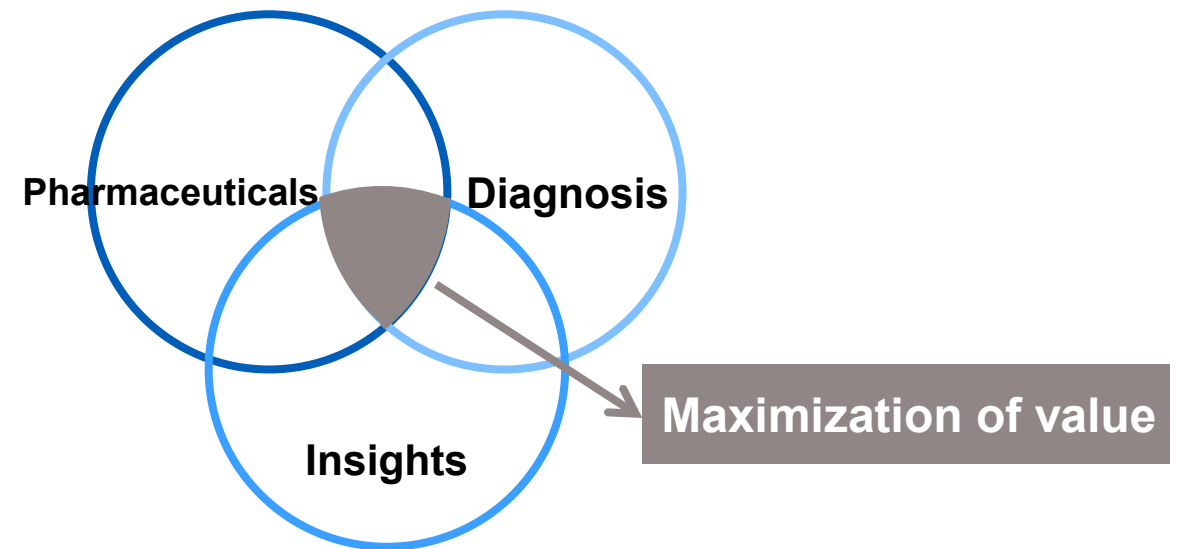 Pharmaceuticals
Diagnosis
Insights
Maximization of value